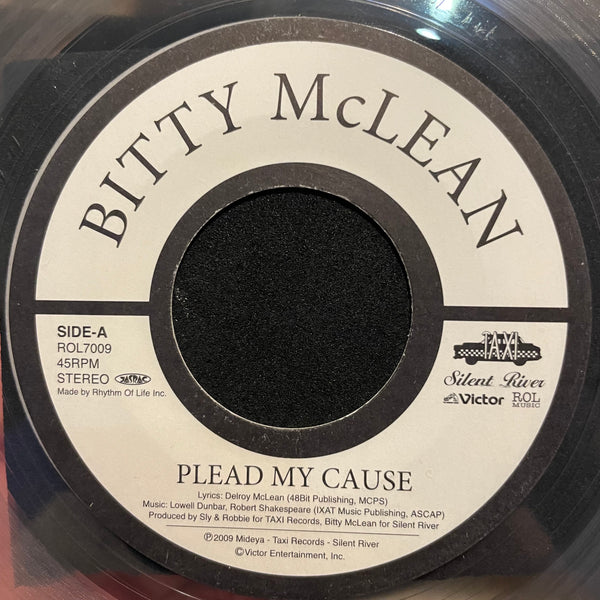 BITTY McLEAN
SIDE-A
ROL7009
45RPM
STEREO JASRAC
Made by Rhythm Of Life Inc.
TAXI
Silent River
Victor ROL MUSIC
PLEAD MY CAUSE
Lyrics: Delroy McLean (48Bit Publishing, MCPS)
Music: Lowell Dunbar, Robert Shakespeare (IXAT Music Publishing, ASCAP)
Produced by Sly & Robbie for TAXI Records, Bitty McLean for Silent River
Ⓟ2009 Mideya - Taxi Records - Silent River
©Victor Entertainment, Inc.